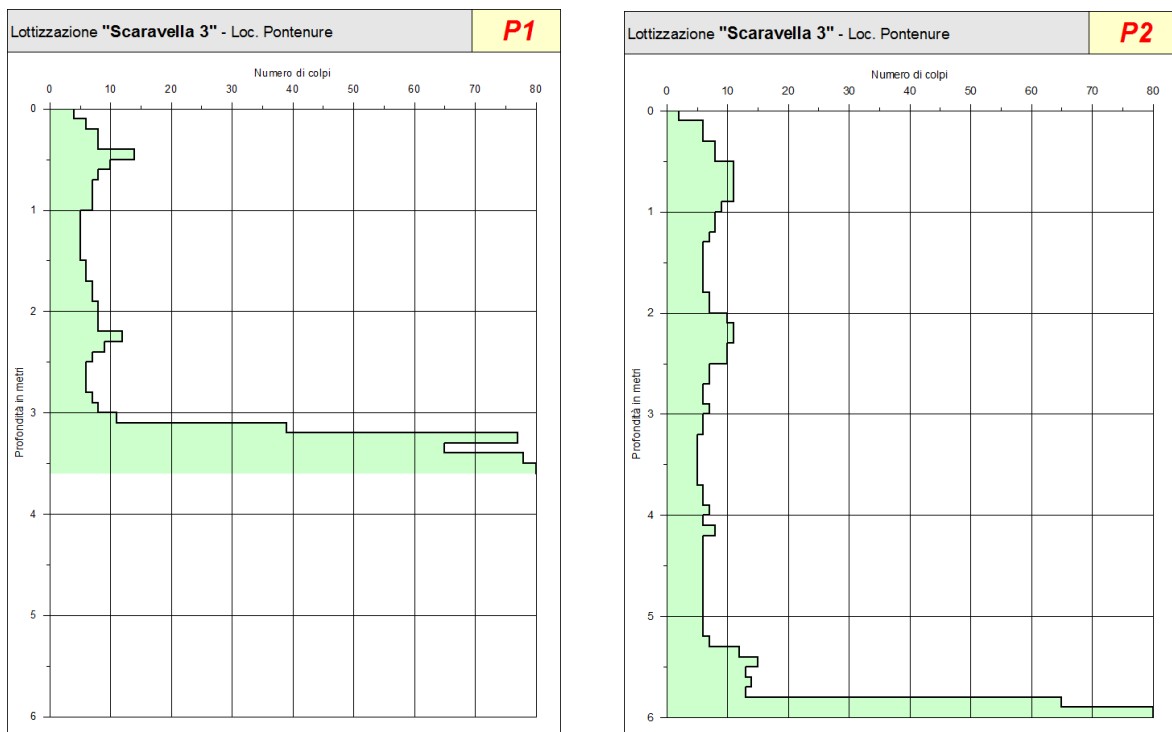 Lottizzazione "Scaravella 3" - Loc. Pontenure
P1
Numero di colpi
0 10 20 30 40 50 60 70 80
0
1
2
3
4
5
6
Profondità in metri
Lottizzazione "Scaravella 3" - Loc. Pontenure
P2
Numero di colpi
0 10 20 30 40 50 60 70 80
0
1
2
3
4
5
6
Profondità in metri